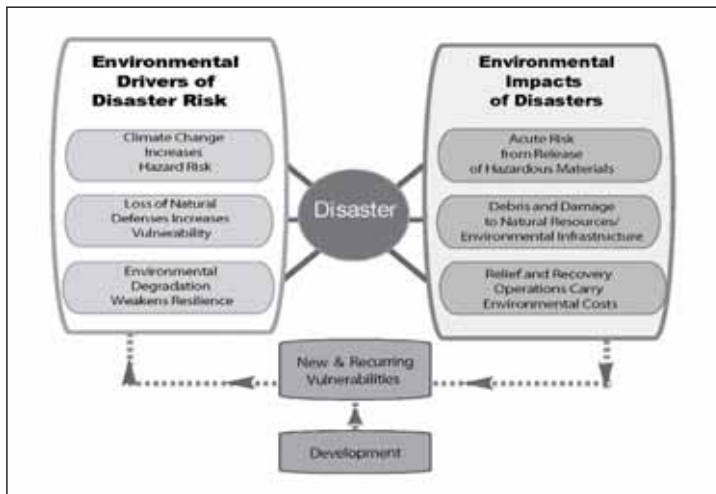 Environmental
Drivers of
Disaster Risk
Climate Change
Increases
Hazard Risk
Loss of Natural
Defenses Increases
Vulnerability
Environmental
Degradation
Weakens Resilience
Disaster
Environmental
Impacts
of Disasters
Acute Risk
from Release
of Hazardous Materials
Debris and Damage
to Natural Resources/
Environmental Infrastructure
Relief and Recovery
Operations Carry
Environmental Costs
New & Recurring
Vulnerabilities
Development